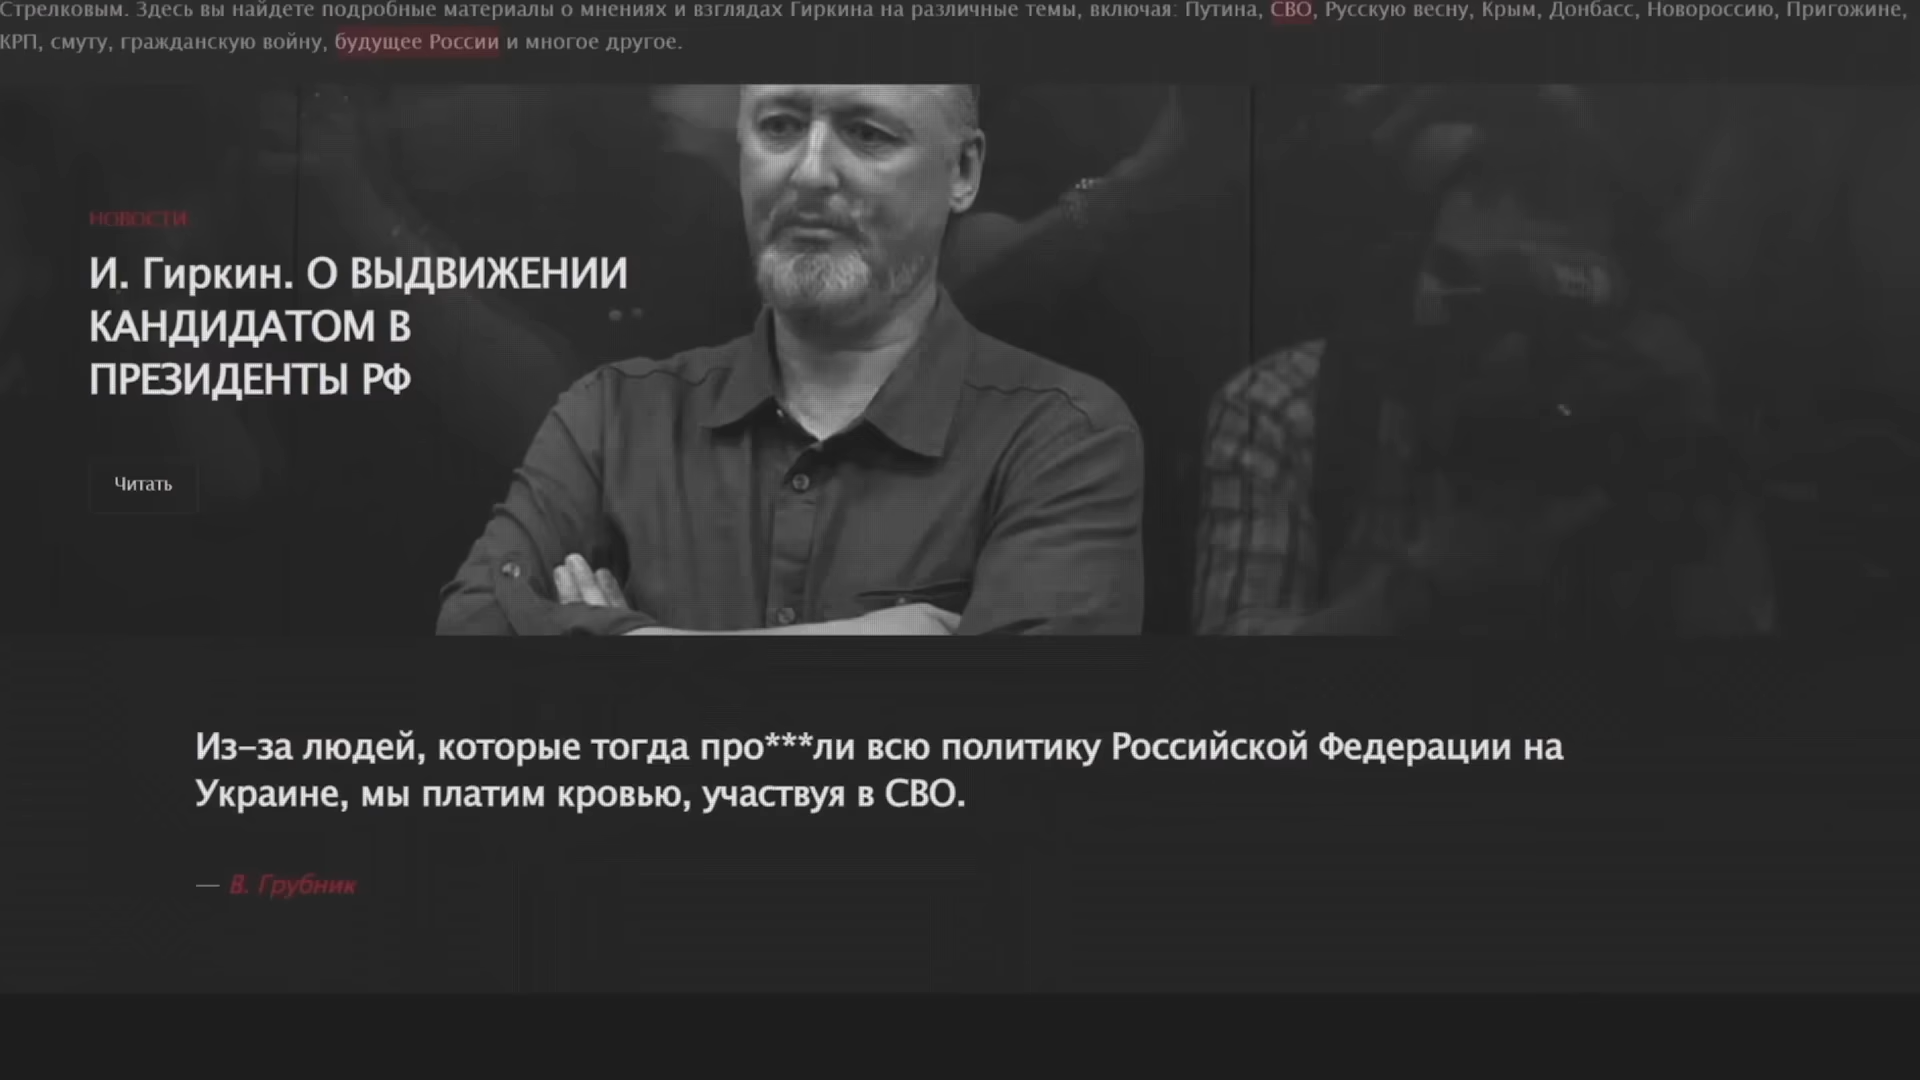 Стрелковым. Здесь вы найдете подробные материалы о мнениях и взглядах Гиркина на различные темы, включая: Путина, СВО, Русскую весну, Крым, Донбасс, Новороссию, Пригожине,
КРП, смуту, гражданскую войну, будущее России и многое другое.
НОВОСТИ
И. Гиркин. О ВЫДВИЖЕНИИ
КАНДИДАТОМ В
ПРЕЗИДЕНТЫ РФ
Читать
Из-за людей, которые тогда про***ли всю политику Российской Федерации на
Украине, мы платим кровью, участвуя в СВО.
— В. Грубник